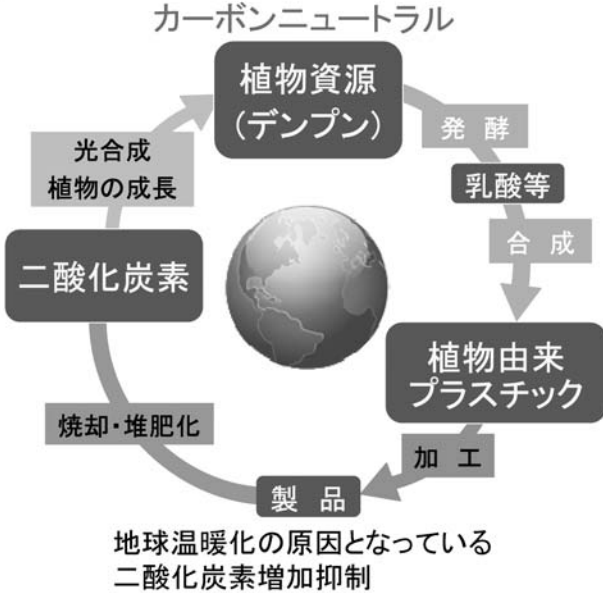 カーボンニュートラル
植物資源
(デンプン)
発 酵
乳酸等
合 成
植物由来
プラスチック
加 工
製 品
焼却・堆肥化
二酸化炭素
光合成
植物の成長
地球温暖化の原因となっている
二酸化炭素増加抑制